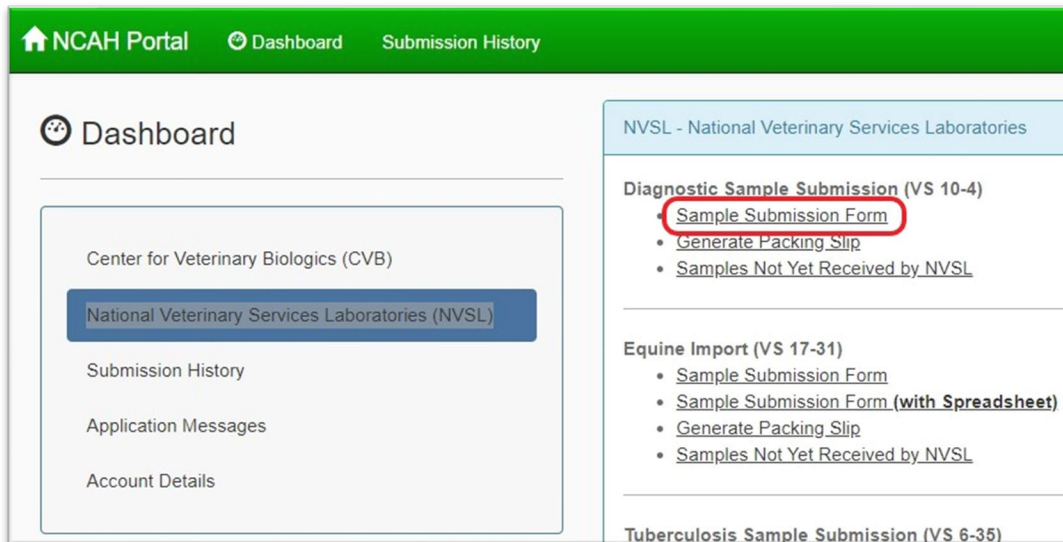 NCAH Portal Dashboard Submission History
Dashboard
Center for Veterinary Biologics (CVB)
National Veterinary Services Laboratories (NVSL)
Submission History
Application Messages
Account Details
NVSL - National Veterinary Services Laboratories
Diagnostic Sample Submission (VS 10-4)
Sample Submission Form
Generate Packing Slip
Samples Not Yet Received by NVSL
Equine Import (VS 17-31)
Sample Submission Form
Sample Submission Form (with Spreadsheet)
Generate Packing Slip
Samples Not Yet Received by NVSL
Tuberculosis Sample Submission (VS 6-35)